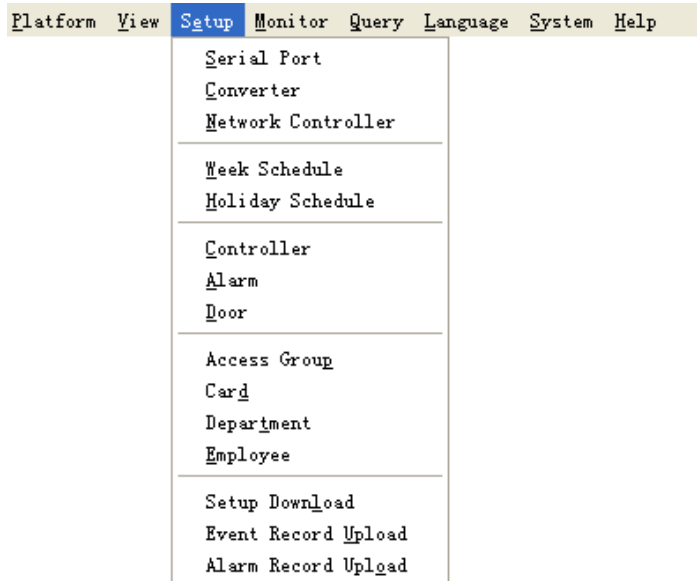 Platform View Setup Monitor Query Language System Help
Serial Port
Converter
Network Controller
Week Schedule
Holiday Schedule
Controller
Alarm
Door
Access Group
Card
Department
Employee
Setup Download
Event Record Upload
Alarm Record Upload